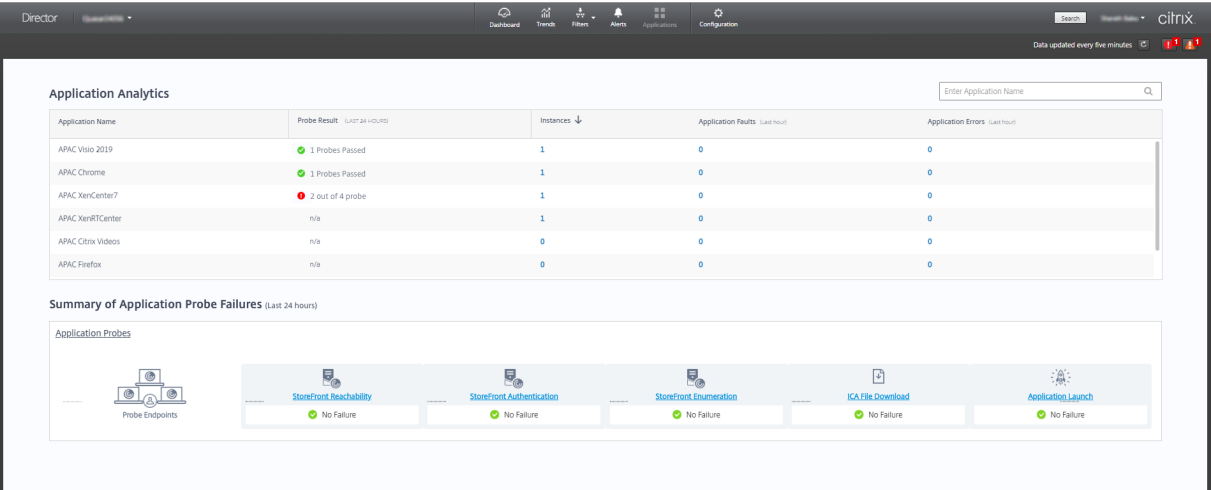 Director
Dashboard Trends Filters Alerts Applications Configuration
Search
citrix
Data updated every five minutes 1 1
Application Analytics
Enter Application Name
Application Name Probe Result (LAST 24 HOURS) Instances Application Faults (Last hour) Application Errors (Last hour)
APAC Visio 2019 1 Probes Passed 1 0 0
APAC Chrome 1 Probes Passed 1 0 0
APAC XenCenter7 2 out of 4 probe 1 0 0
APAC XenRTCenter n/a 1 0 0
APAC Citrix Videos n/a 0 0 0
APAC Firefox n/a 0 0 0
Summary of Application Probe Failures (Last 24 hours)
Application Probes
Probe Endpoints
StoreFront Reachability StoreFront Authentication StoreFront Enumeration ICA File Download Application Launch
No Failure No Failure No Failure No Failure No Failure